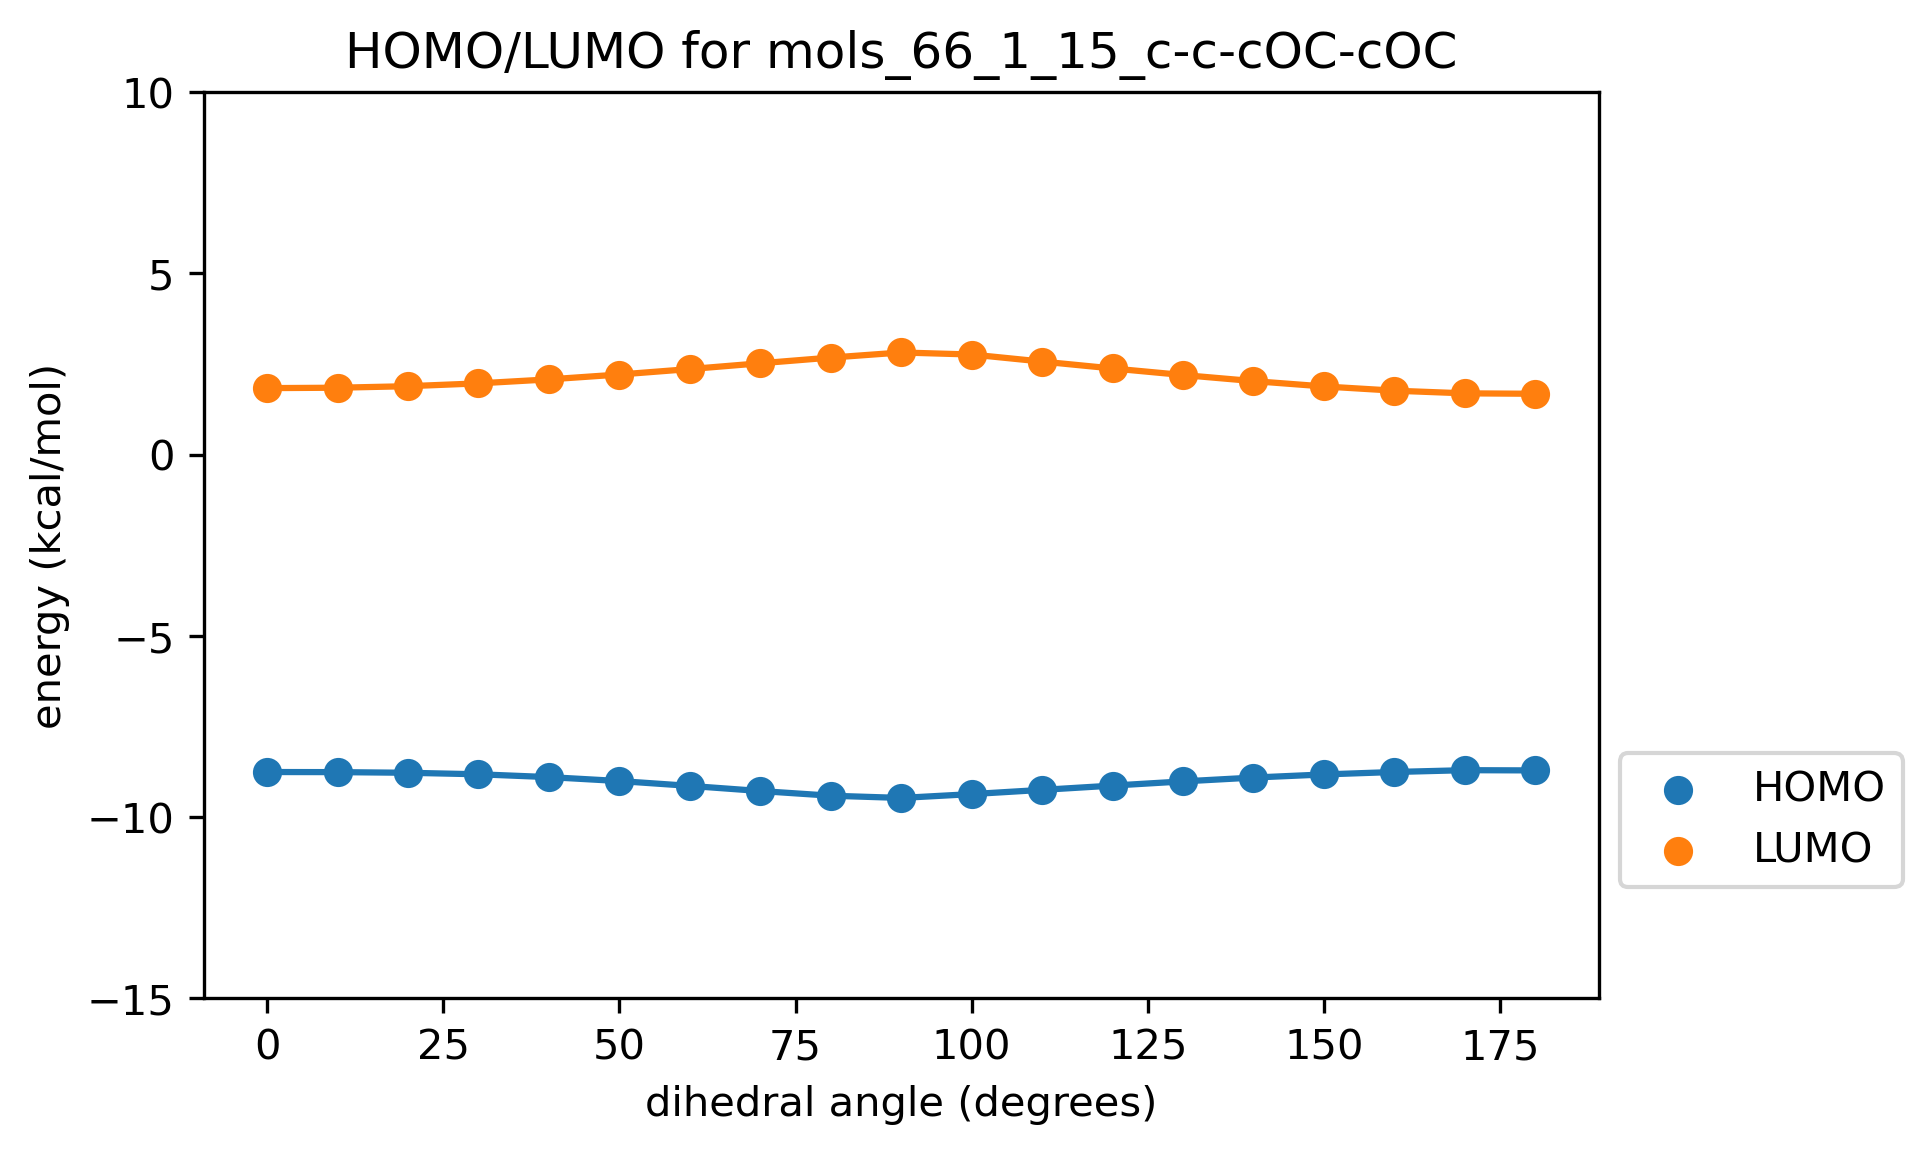 HOMO/LUMO for mols_66_1_15_c-c-cOC-cOC
10
5
0
−5
−10
−15
energy (kcal/mol)
0 25 50 75 100 125 150 175
dihedral angle (degrees)
HOMO
LUMO